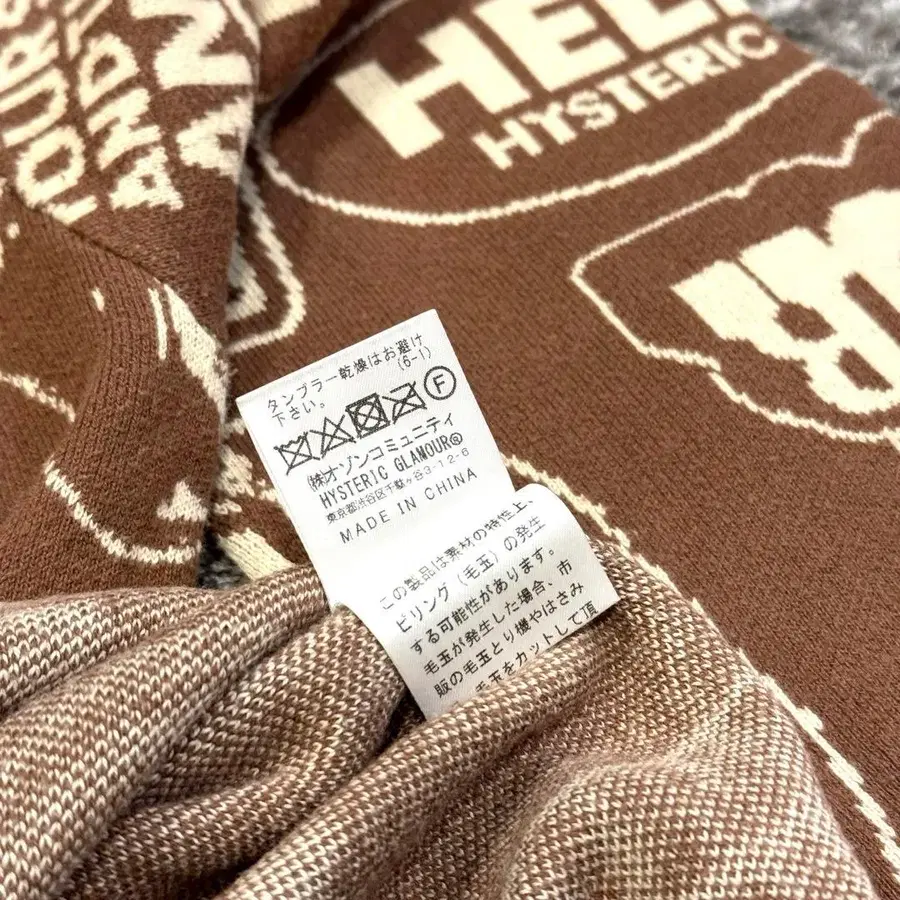 HEL
HYSTERIC
OUR
AND
タンブラー乾燥はお避け
下さい。
(6-1)
F
㈱オゾンコミュニティ
HYSTERIC GLAMOUR®
東京都渋谷区千駄ヶ谷3-12-6
MADE IN CHINA
この製品は素材の特性上、
ピリング(毛玉)の発生
する可能性があります。
毛玉が発生した場合、市
販の毛玉とり機やはさみ
毛玉をカットして頂